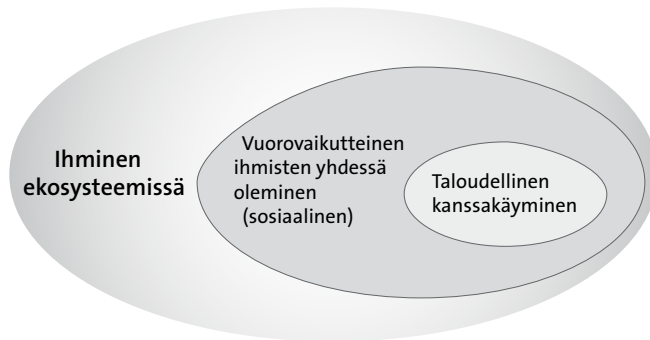 Ihminen
ekosysteemissä
Vuorovaikutteinen
ihmisten yhdessä
oleminen
(sosiaalinen)
Taloudellinen
kanssakäyminen